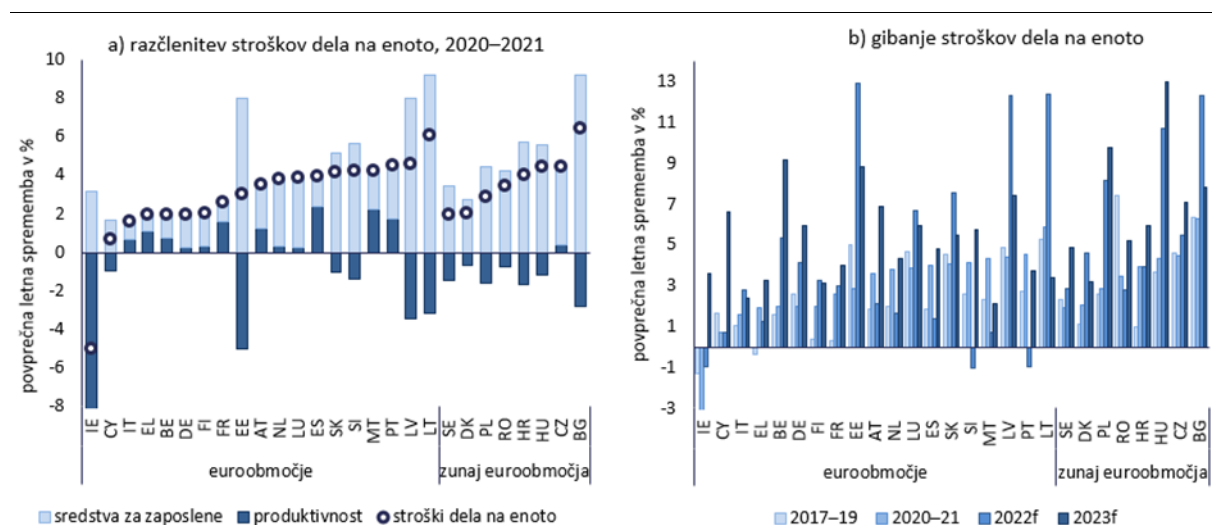 a) razčlenitev stroškov dela na enoto, 2020–2021
povprečna letna sprememba v %
10
8
6
4
2
0
-2
-4
-6
-8
IE CY IT EL BE DE FI FR EE AT NL LU ES SK SI MT PT LV LT SE DK PL RO HR HU CZ BG
euroobmočje zunaj euroobmočja
sredstva za zaposlene produktivnost stroški dela na enoto
b) gibanje stroškov dela na enoto
povprečna letna sprememba v %
13
11
9
7
5
3
1
-1
-3
IE CY IT EL BE DE FI FR EE AT NL LU ES SK SI MT LV PT LT SE DK PL RO HR HU CZ BG
euroobmočje zunaj euroobmočja
2017–19 2020–21 2022f 2023f